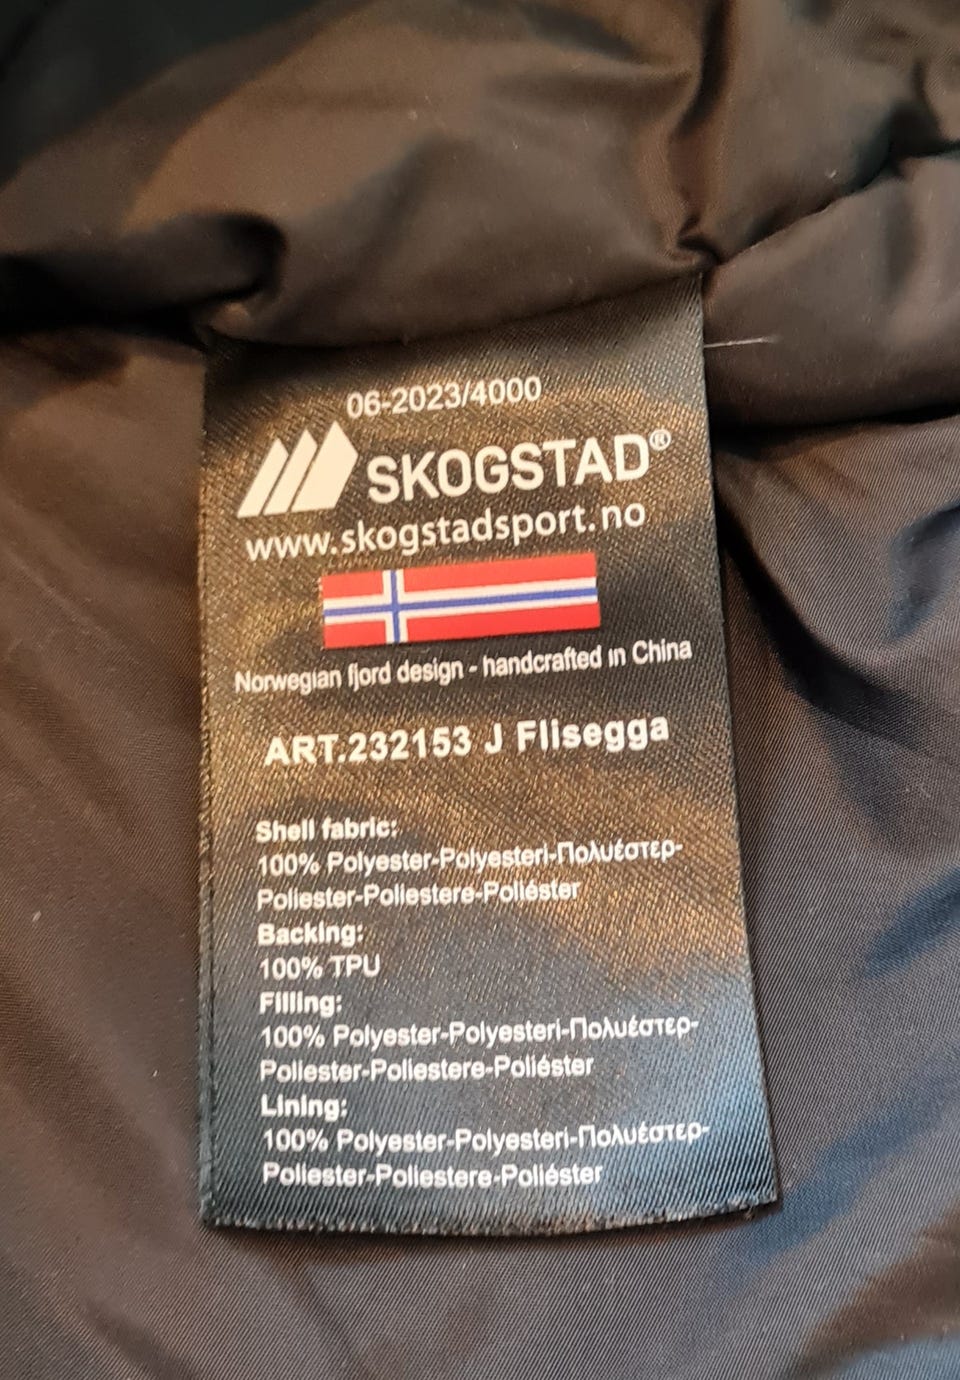 06-2023/4000
SKOGSTAD®
www.skogstadsport.no
Norwegian fjord design - handcrafted in China
ART.232153 J Flisegga
Shell fabric:
100% Polyester-Polyesteri-Πολυέστερ-
Poliester-Poliestere-Poliéster
Backing:
100% TPU
Filling:
100% Polyester-Polyesteri-Πολυέστερ-
Poliester-Poliestere-Poliéster
Lining:
100% Polyester-Polyesteri-Πολυέστερ-
Poliester-Poliestere-Poliéster